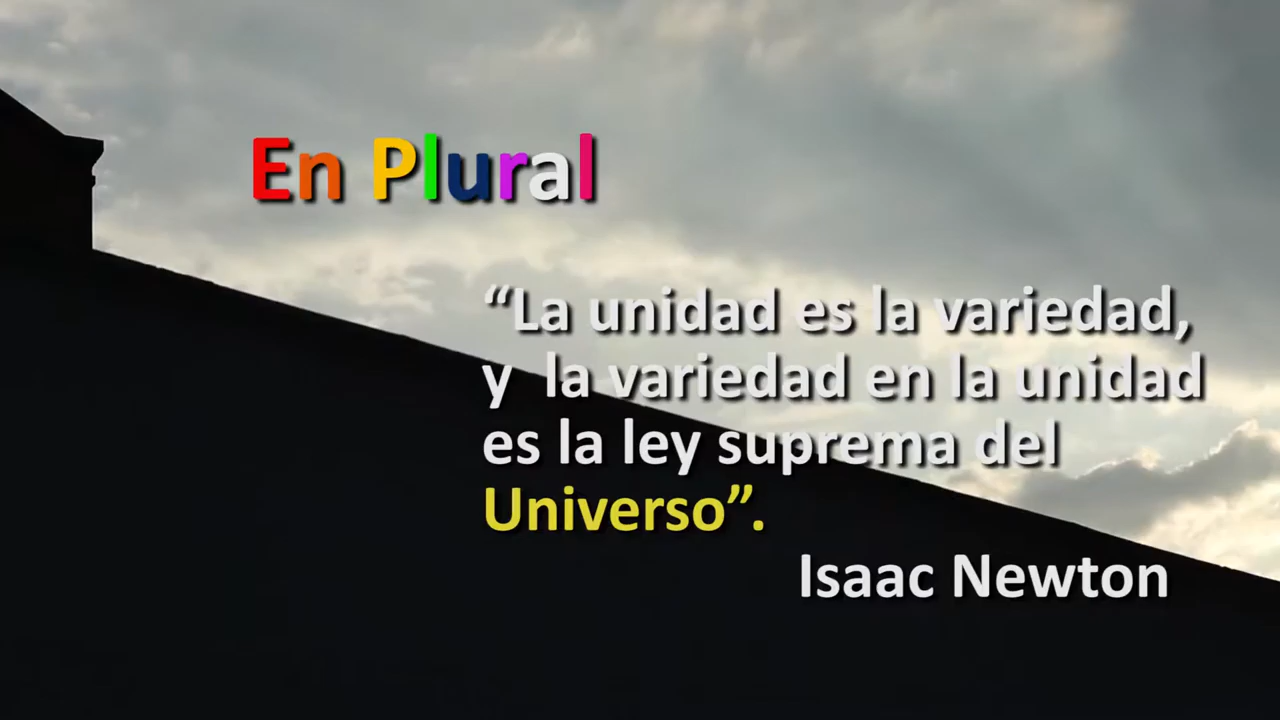 En Plural
“La unidad es la variedad,
y la variedad en la unidad
es la ley suprema del
Universo”.
Isaac Newton